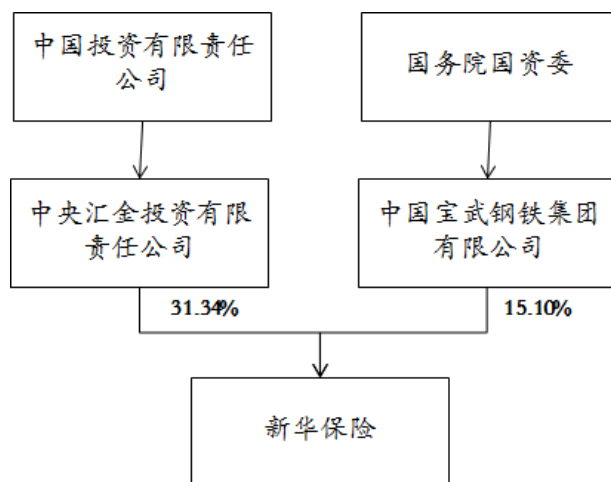 中国投资有限责任
公司
国务院国资委
中央汇金投资有限
责任公司
中国宝武钢铁集团
有限公司
31.34%
15.10%
新华保险